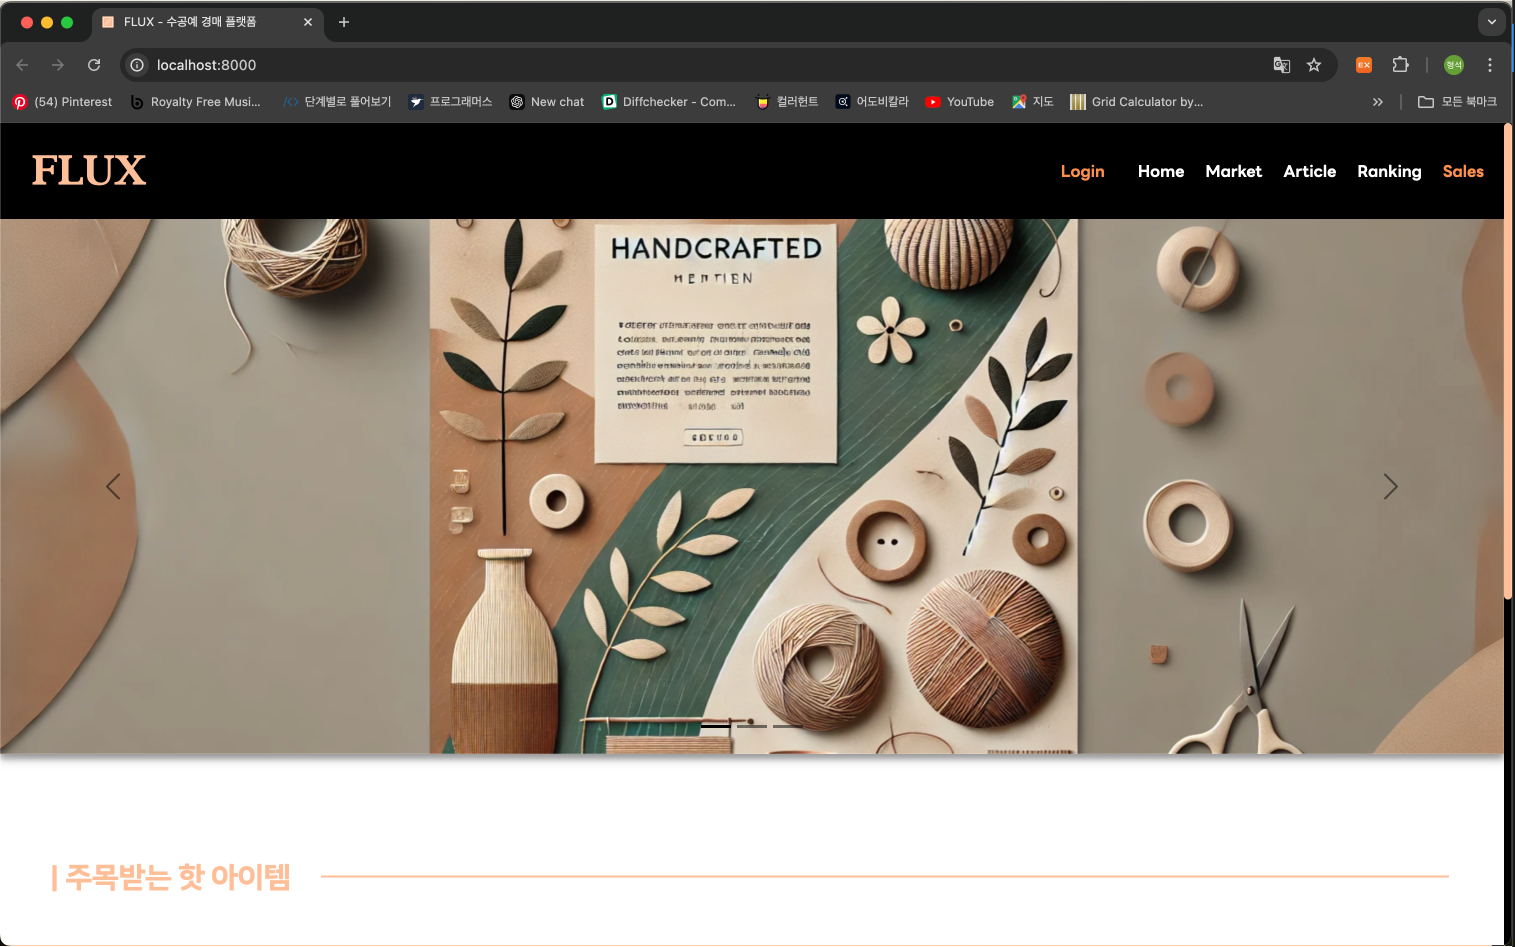 FLUX - 수공예 경매 플랫폼
localhost:8000
EX
형석
(54) Pinterest
Royalty Free Musi...
단계별로 풀어보기
프로그래머스
New chat
Diffchecker - Com...
컬러헌트
어도비칼라
YouTube
지도
Grid Calculator by...
모든 북마크
FLUX
Login
Home
Market
Article
Ranking
Sales
HANDCRAFTED
| 주목받는 핫 아이템